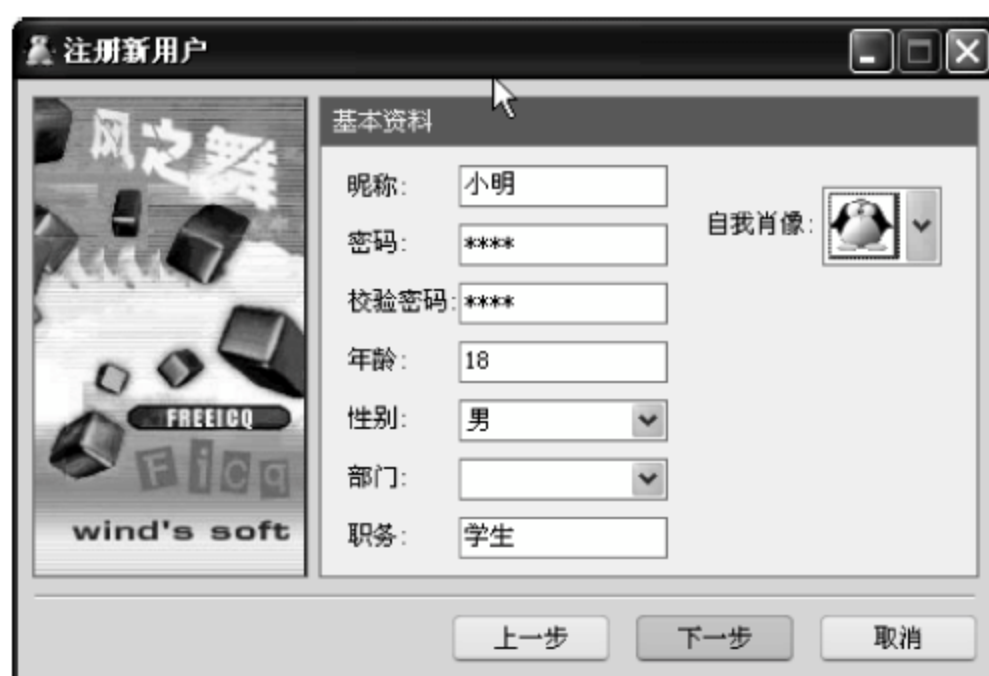 注册新用户
风之舞
FREEICQ
Ficq
wind's soft
基本资料
昵称: 小明
密码: ****
校验密码: ****
年龄: 18
性别: 男
部门:
职务: 学生
自我肖像:
上一步 下一步 取消